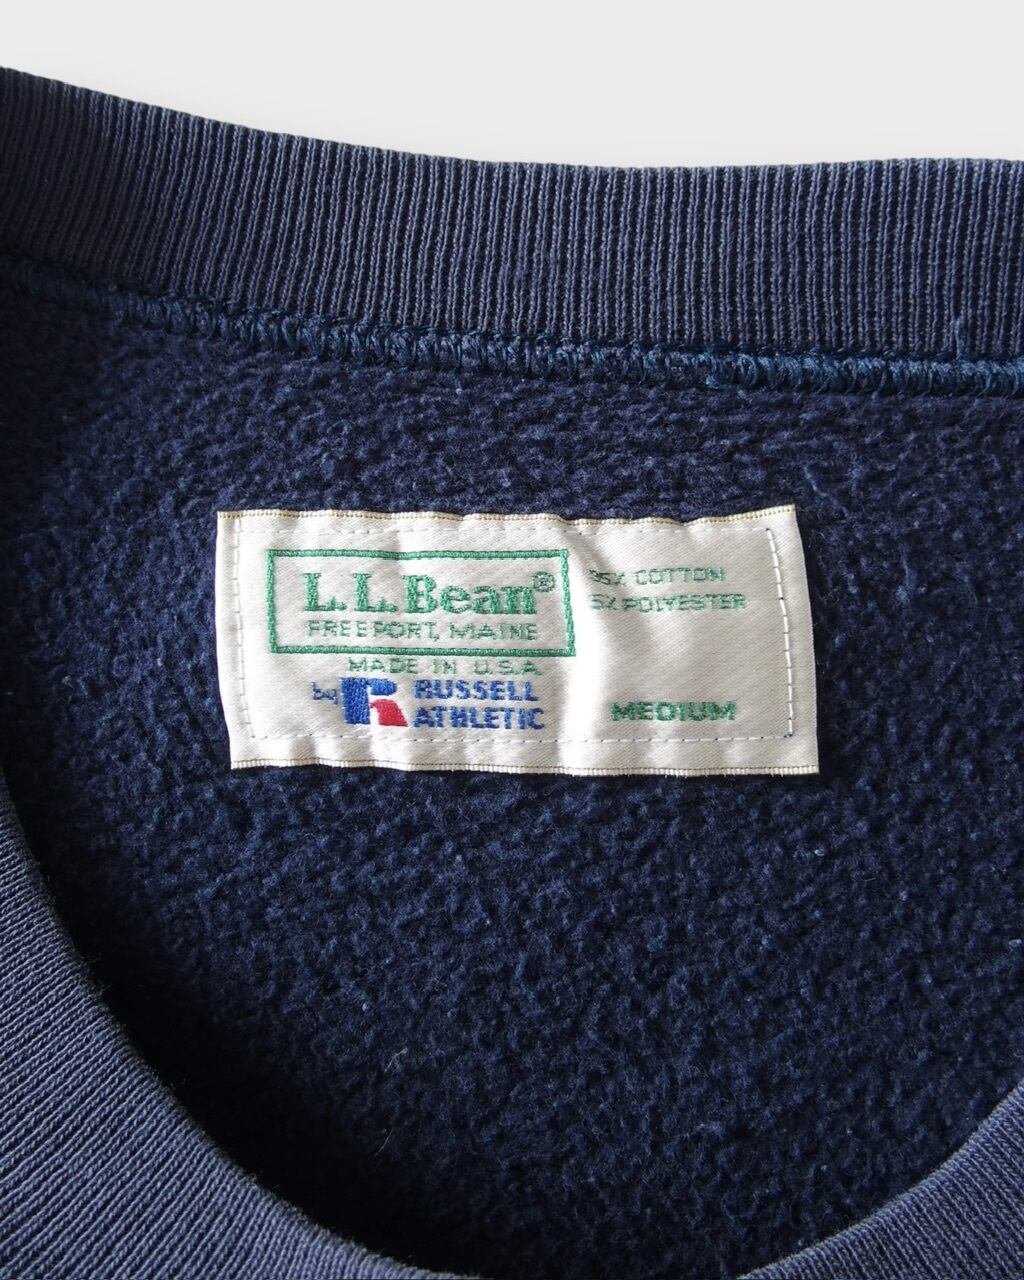 L.L.Bean®
FREEPORT, MAINE
MADE IN U.S.A
by RUSSELL
ATHLETIC
95% COTTON
5% POLYESTER
MEDIUM